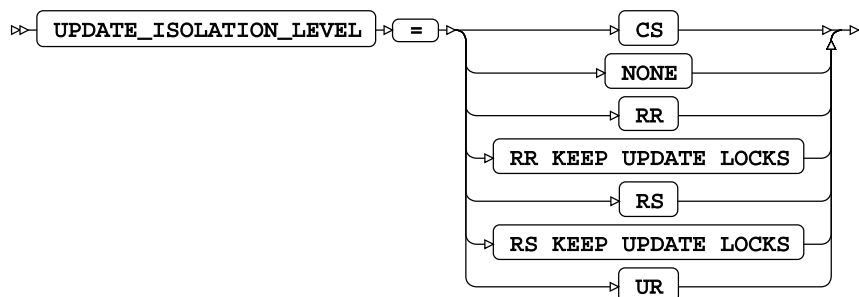 UPDATE_ISOLATION_LEVEL = CS
NONE
RR
RR KEEP UPDATE LOCKS
RS
RS KEEP UPDATE LOCKS
UR